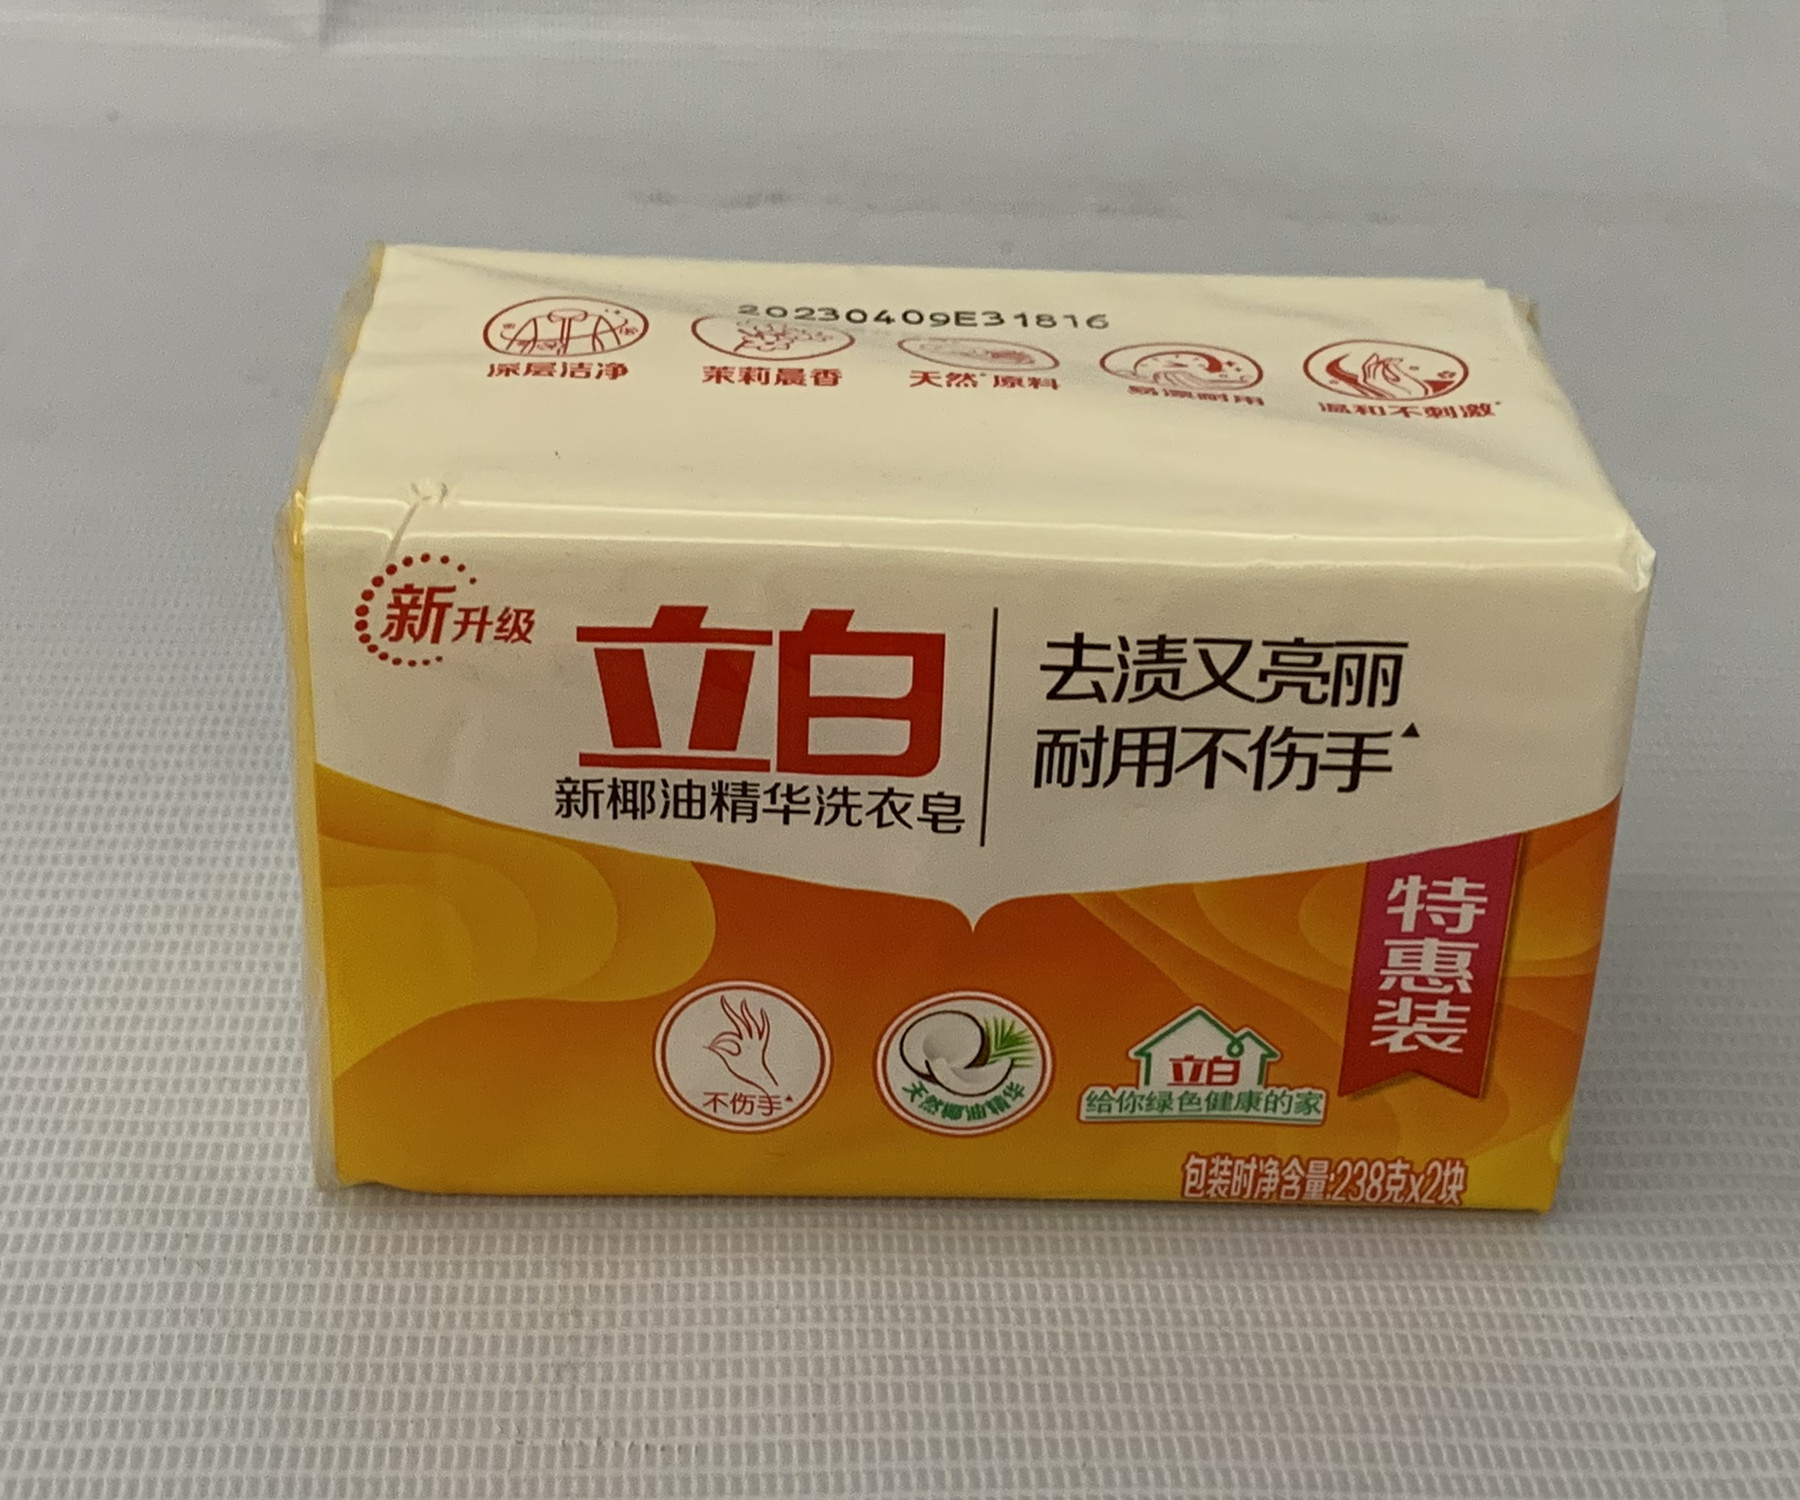 20230409E31816
深层洁净
茉莉晨香
天然*原料
易漂耐用
温和不刺激*
新升级
立白
新椰油精华洗衣皂
去渍又亮丽
耐用不伤手▲
特惠装
不伤手▲
天然椰油精华
立白
给你绿色健康的家
包装时净含量:238克x2块